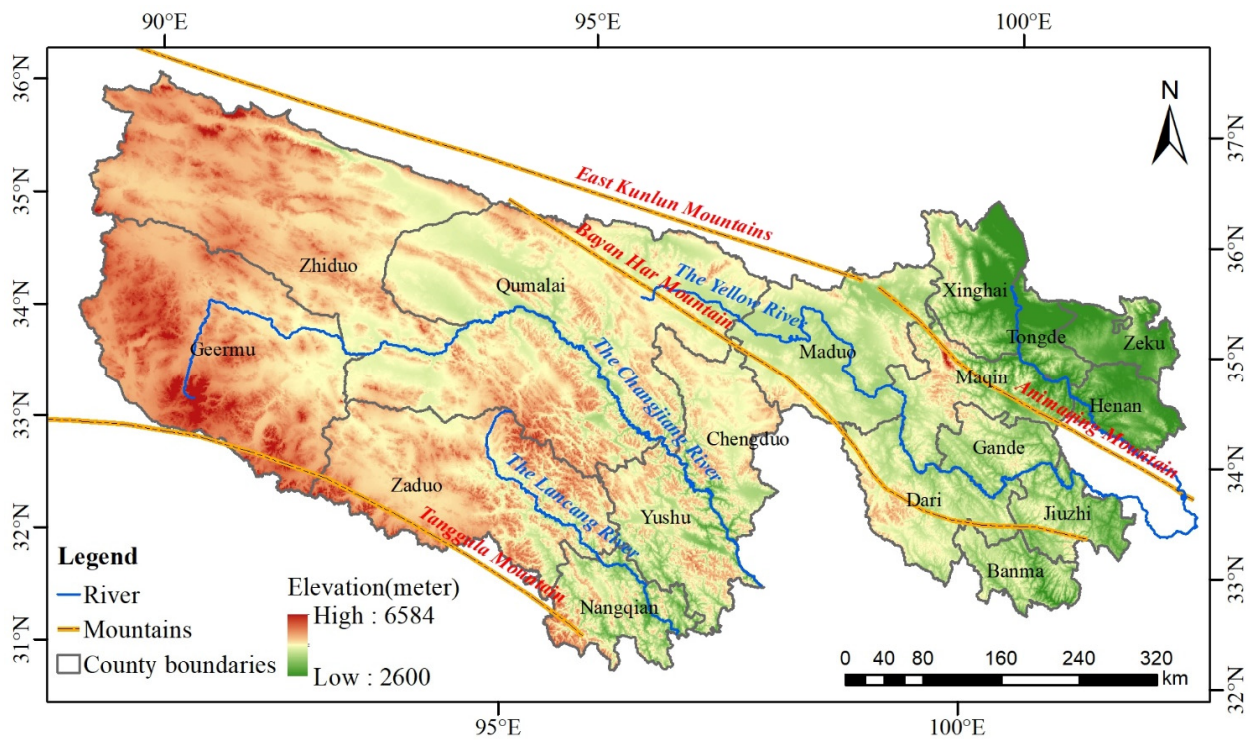 90°E
95°E
100°E
36°N
35°N
34°N
33°N
32°N
31°N
37°N
36°N
35°N
34°N
33°N
32°N
N
East Kunlun Mountains
Bayan Har Mountain
The Yellow River
Zhiduo
Qumalai
Xinghai
Geermu
Maduo
Tongde
Zeku
Maqin
Henan
Animaqing Mountain
The Changjiang River
Chengduo
Gande
Zaduo
The Lancang River
Yushu
Dari
Jiuzhi
Tanggula Mountain
Nangqian
Banma
Legend
River
Mountains
County boundaries
Elevation(meter)
High : 6584
Low : 2600
0 40 80 160 240 320
km
95°E
100°E